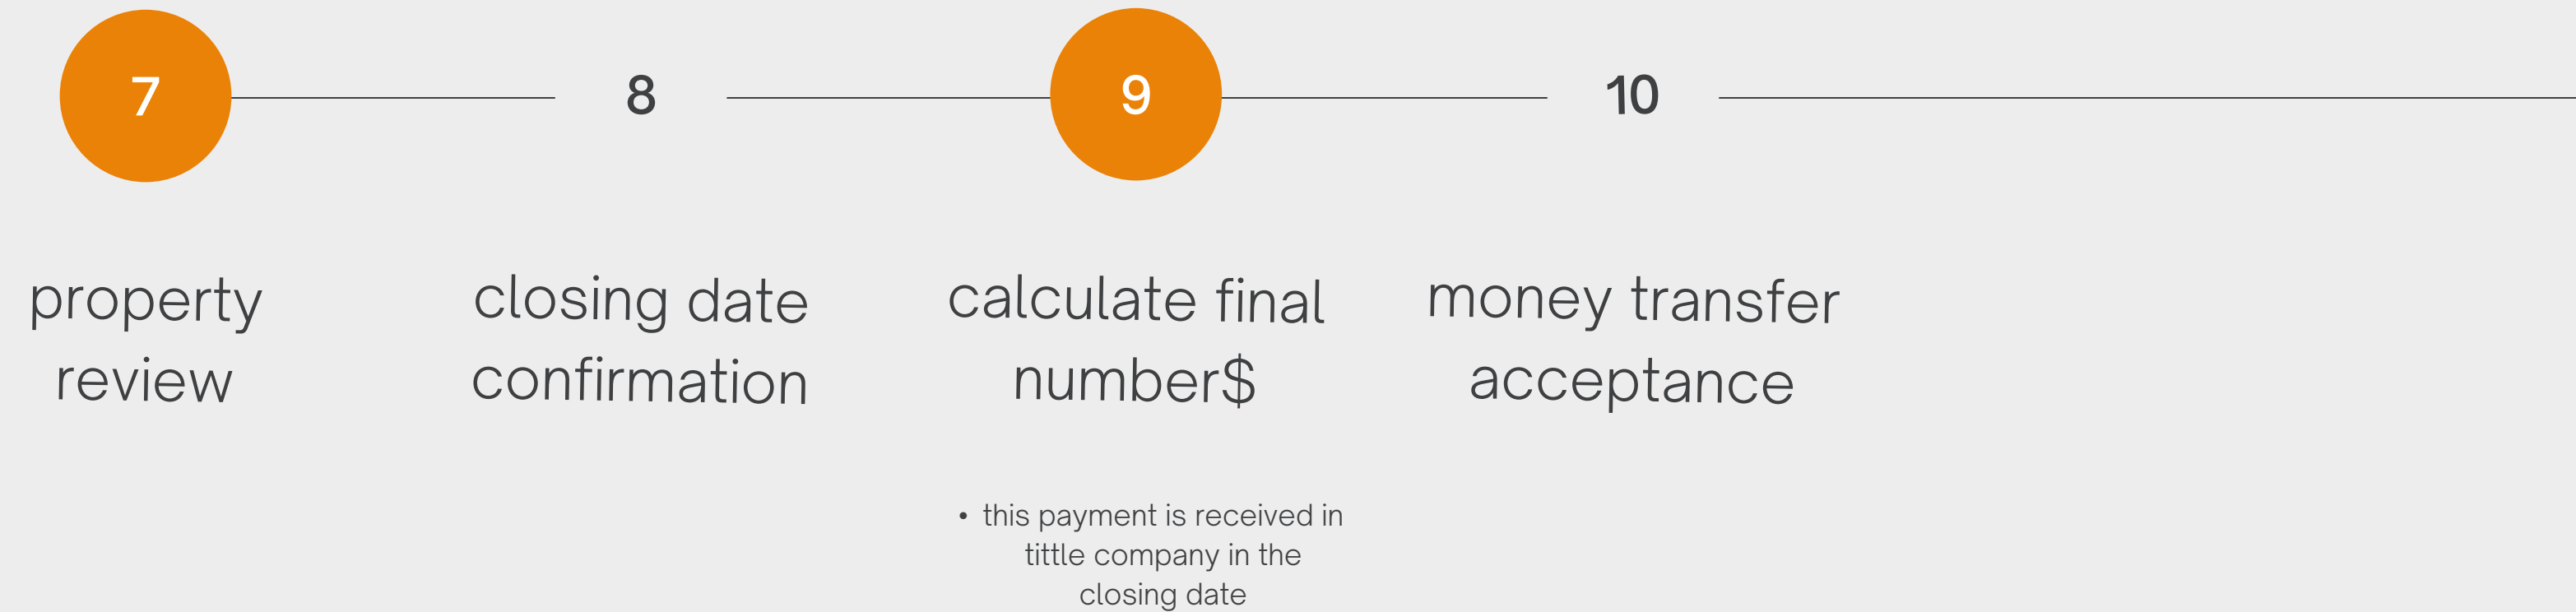 7
8
9
10
property
review
closing date
confirmation
calculate final
number$
• this payment is received in
tittle company in the
closing date
money transfer
acceptance